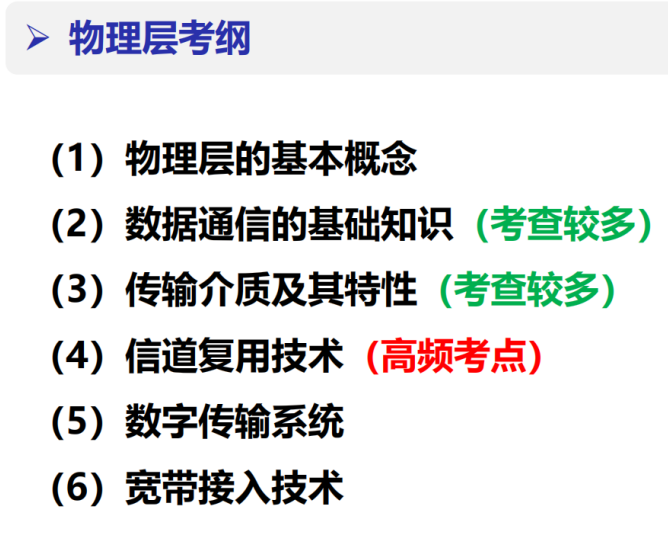 ➢ 物理层考纲
(1) 物理层的基本概念
(2) 数据通信的基础知识 (考查较多)
(3) 传输介质及其特性 (考查较多)
(4) 信道复用技术 (高频考点)
(5) 数字传输系统
(6) 宽带接入技术